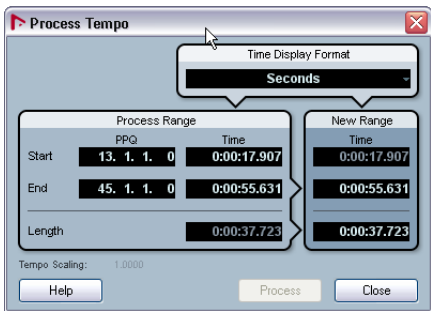 Process Tempo
Time Display Format
Seconds
Process Range New Range
PPQ Time Time
Start 13. 1. 1. 0 0:00:17.907 0:00:17.907
End 45. 1. 1. 0 0:00:55.631 0:00:55.631
Length 0:00:37.723 0:00:37.723
Tempo Scaling: 1.0000
Help Process Close